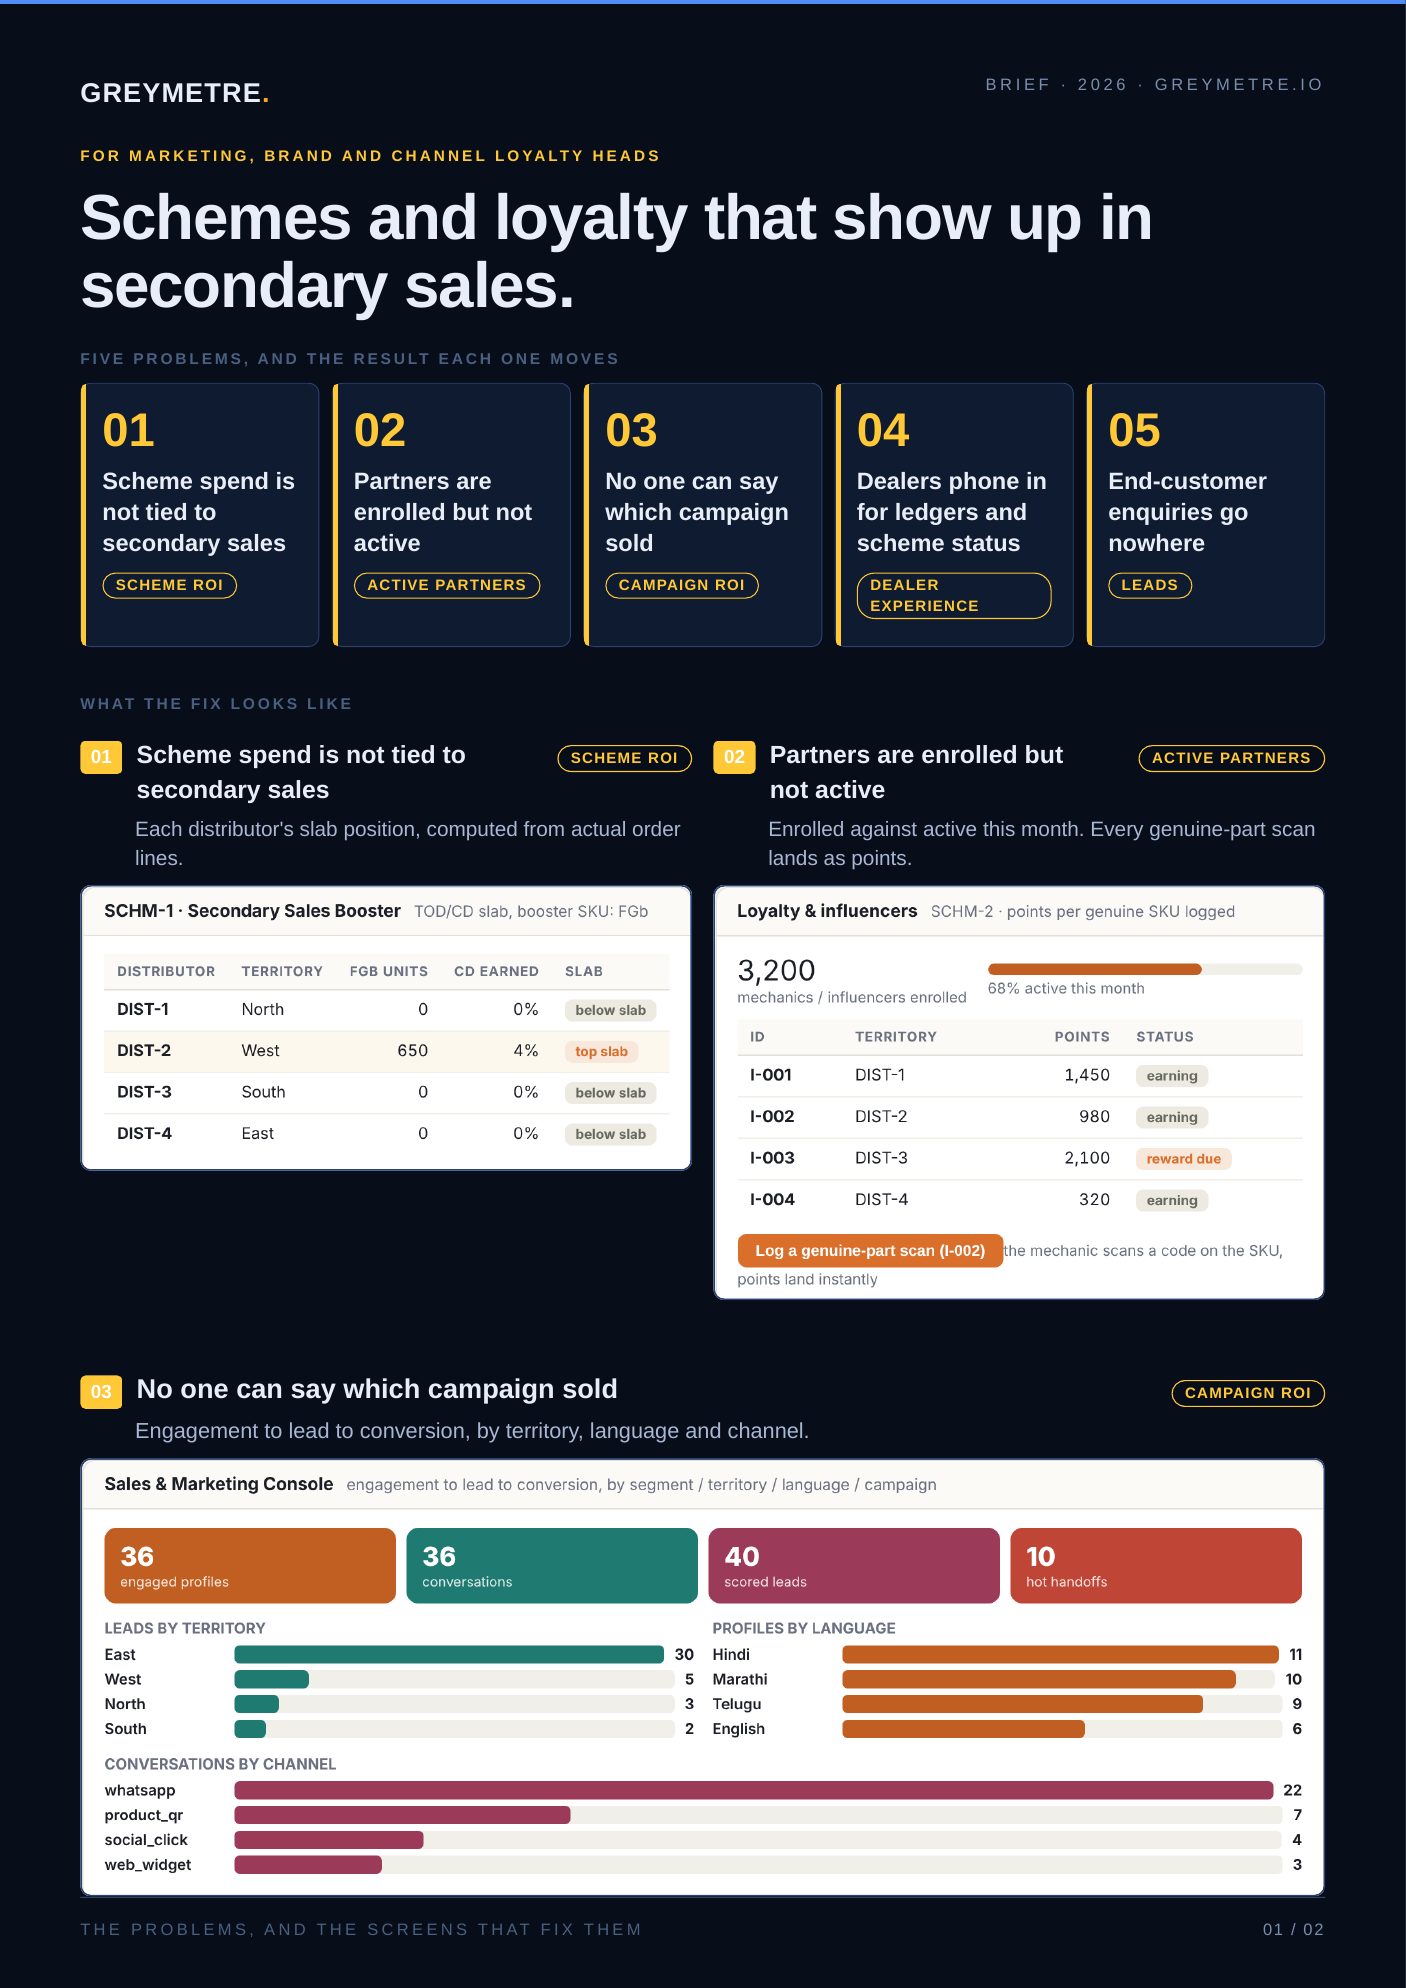 GREYMETRE.
BRIEF · 2026 · GREYMETRE.IO
FOR MARKETING, BRAND AND CHANNEL LOYALTY HEADS
Schemes and loyalty that show up in
secondary sales.
FIVE PROBLEMS, AND THE RESULT EACH ONE MOVES
01
Scheme spend is
not tied to
secondary sales
SCHEME ROI
02
Partners are
enrolled but not
active
ACTIVE PARTNERS
03
No one can say
which campaign
sold
CAMPAIGN ROI
04
Dealers phone in
for ledgers and
scheme status
DEALER
EXPERIENCE
05
End-customer
enquiries go
nowhere
LEADS
WHAT THE FIX LOOKS LIKE
01 Scheme spend is not tied to
secondary sales
SCHEME ROI
Each distributor's slab position, computed from actual order
lines.
SCHM-1 · Secondary Sales Booster TOD/CD slab, booster SKU: FGb
DISTRIBUTOR TERRITORY FGB UNITS CD EARNED SLAB
DIST-1 North 0 0% below slab
DIST-2 West 650 4% top slab
DIST-3 South 0 0% below slab
DIST-4 East 0 0% below slab
02 Partners are enrolled but
not active
ACTIVE PARTNERS
Enrolled against active this month. Every genuine-part scan
lands as points.
Loyalty & influencers SCHM-2 · points per genuine SKU logged
3,200
mechanics / influencers enrolled
68% active this month
ID TERRITORY POINTS STATUS
I-001 DIST-1 1,450 earning
I-002 DIST-2 980 earning
I-003 DIST-3 2,100 reward due
I-004 DIST-4 320 earning
Log a genuine-part scan (I-002) the mechanic scans a code on the SKU,
points land instantly
03 No one can say which campaign sold
CAMPAIGN ROI
Engagement to lead to conversion, by territory, language and channel.
Sales & Marketing Console engagement to lead to conversion, by segment / territory / language / campaign
36
engaged profiles
36
conversations
40
scored leads
10
hot handoffs
LEADS BY TERRITORY
East 30
West 5
North 3
South 2
PROFILES BY LANGUAGE
Hindi 11
Marathi 10
Telugu 9
English 6
CONVERSATIONS BY CHANNEL
whatsapp 22
product_qr 7
social_click 4
web_widget 3
THE PROBLEMS, AND THE SCREENS THAT FIX THEM
01 / 02